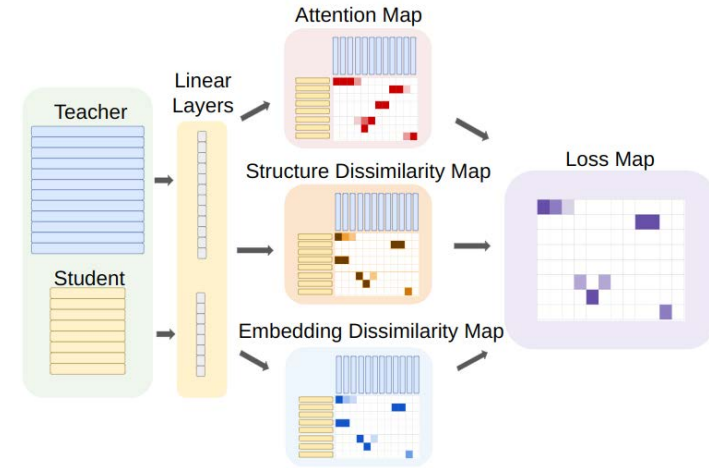 Attention Map
Teacher
Linear
Layers
Structure Dissimilarity Map
Loss Map
Student
Embedding Dissimilarity Map